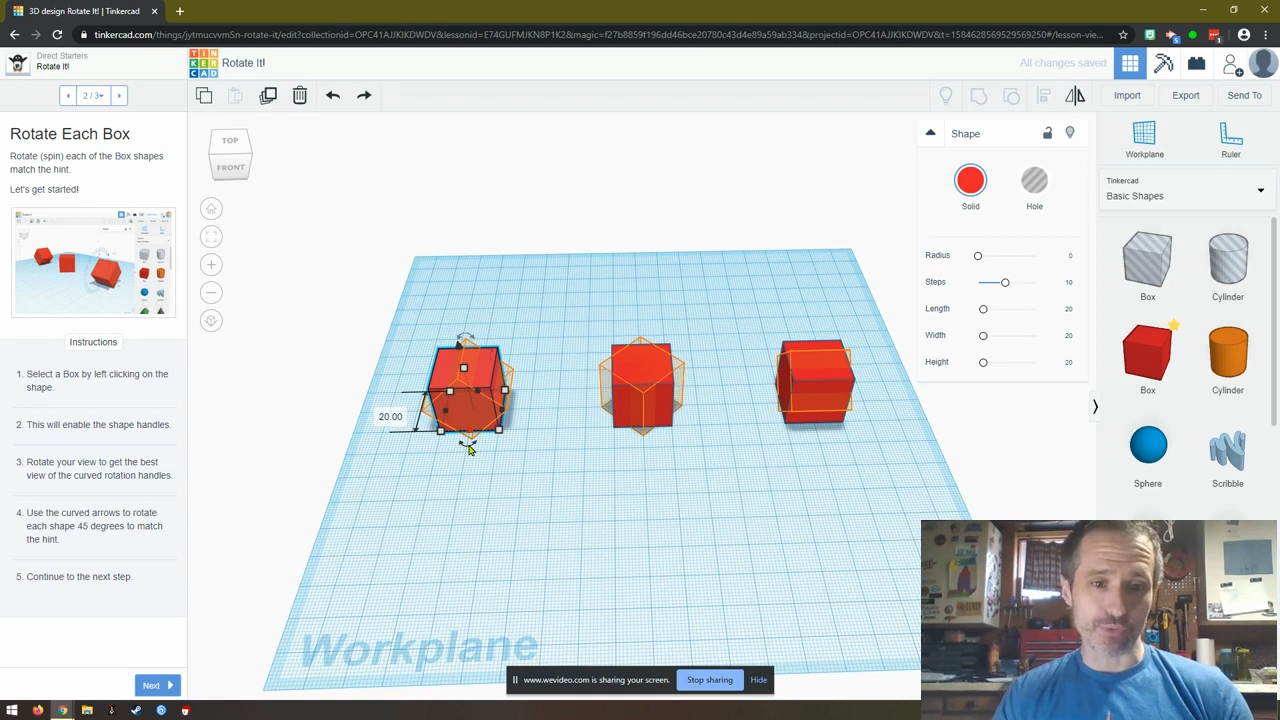 3D design Rotate It! | Tinkercad
tinkercad.com/things/jytmucvvmSn-rotate-it/edit?collectionid=OPC41AJJKIKDWDV&lessonid=E74GUFMJKN8P1K2&magic=f27b8859f196dd46bce20780c43d4e89a59ab334&projectid=OPC41AJJKIKDWDV&t=1584628569529569250#/lesson-vie...
Direct Starters
Rotate It!
TIN
KER
CAD
Rotate It!
All changes saved
2 / 3
Import
Export
Send To
Rotate Each Box
Rotate (spin) each of the Box shapes
match the hint.
Let's get started!
Instructions
1. Select a Box by left clicking on the
shape.
2. This will enable the shape handles.
3. Rotate your view to get the best
view of the curved rotation handles.
4. Use the curved arrows to rotate
each shape 45 degrees to match
the hint.
5. Continue to the next step.
Next
TOP
FRONT
20.00
Workplane
Shape
Solid
Hole
Radius 0
Steps 10
Length 20
Width 20
Height 20
Workplane
Ruler
Tinkercad
Basic Shapes
Box
Cylinder
Box
Cylinder
Sphere
Scribble
www.wevideo.com is sharing your screen.
Stop sharing
Hide